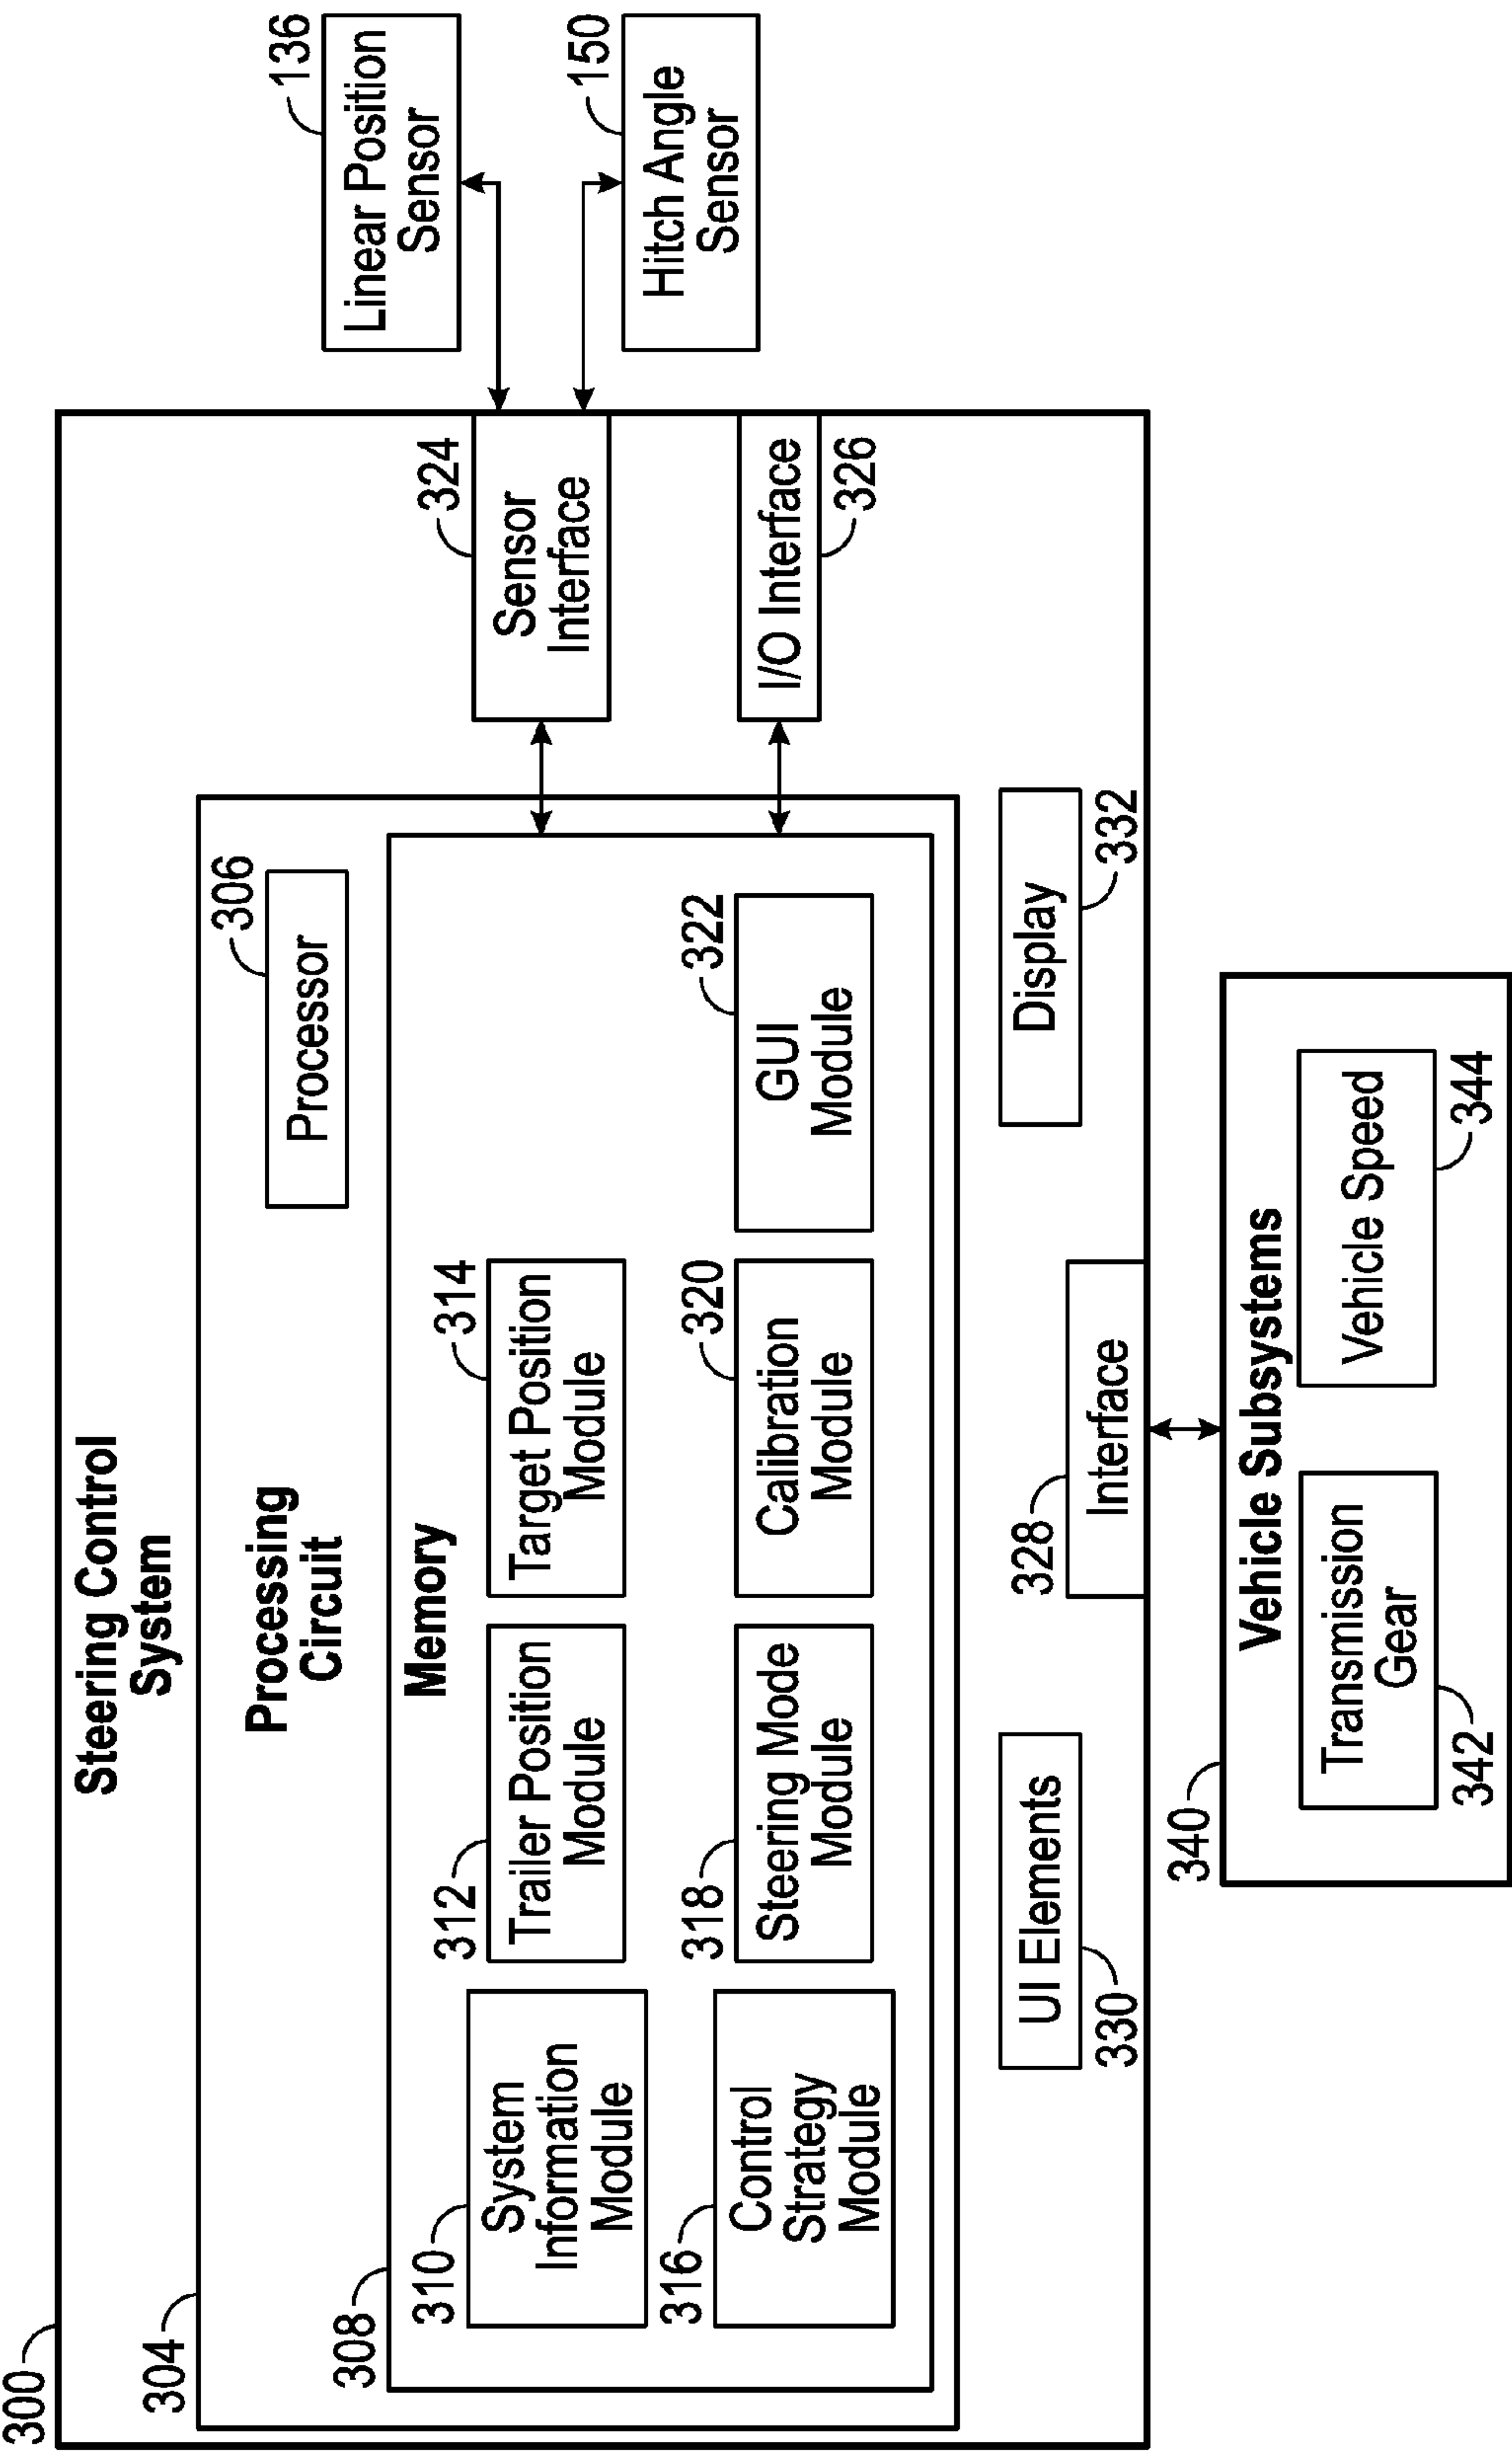 300
Steering Control
System
304
Processing
Circuit
306
Processor
308
Memory
310
System
Information
Module
312
Trailer Position
Module
314
Target Position
Module
316
Control
Strategy
Module
318
Steering Mode
Module
320
Calibration
Module
322
GUI
Module
324
Sensor
Interface
I/O Interface
326
136
Linear Position
Sensor
150
Hitch Angle
Sensor
UI Elements
330
328
Interface
Display
332
340
Vehicle Subsystems
Transmission
Gear
342
Vehicle Speed
344